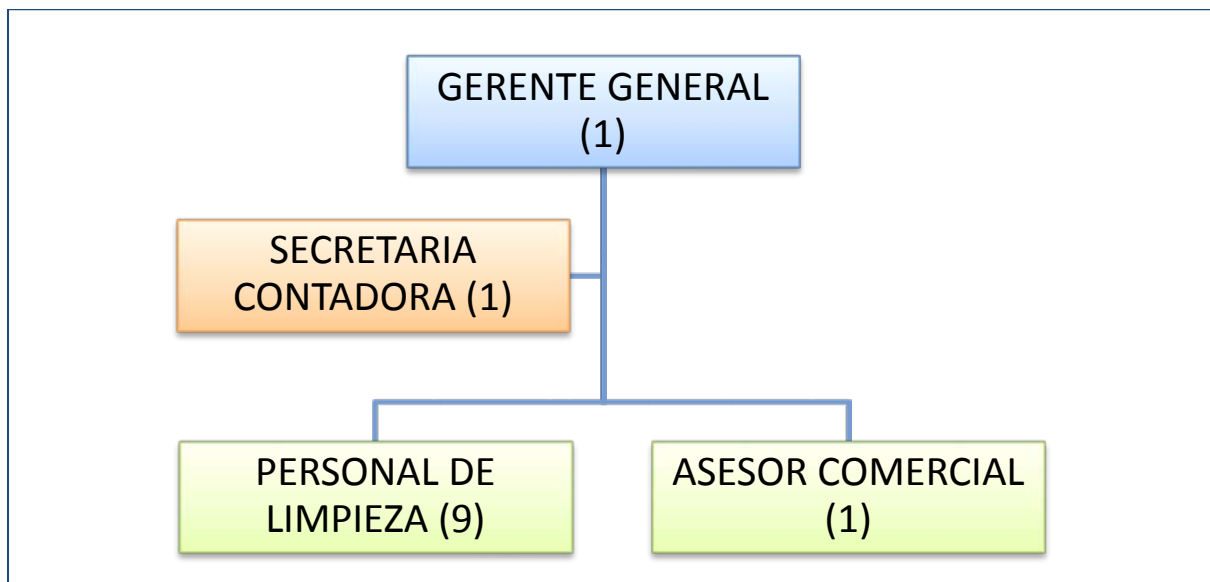 GERENTE GENERAL
(1)
SECRETARIA
CONTADORA (1)
PERSONAL DE
LIMPIEZA (9)
ASESOR COMERCIAL
(1)